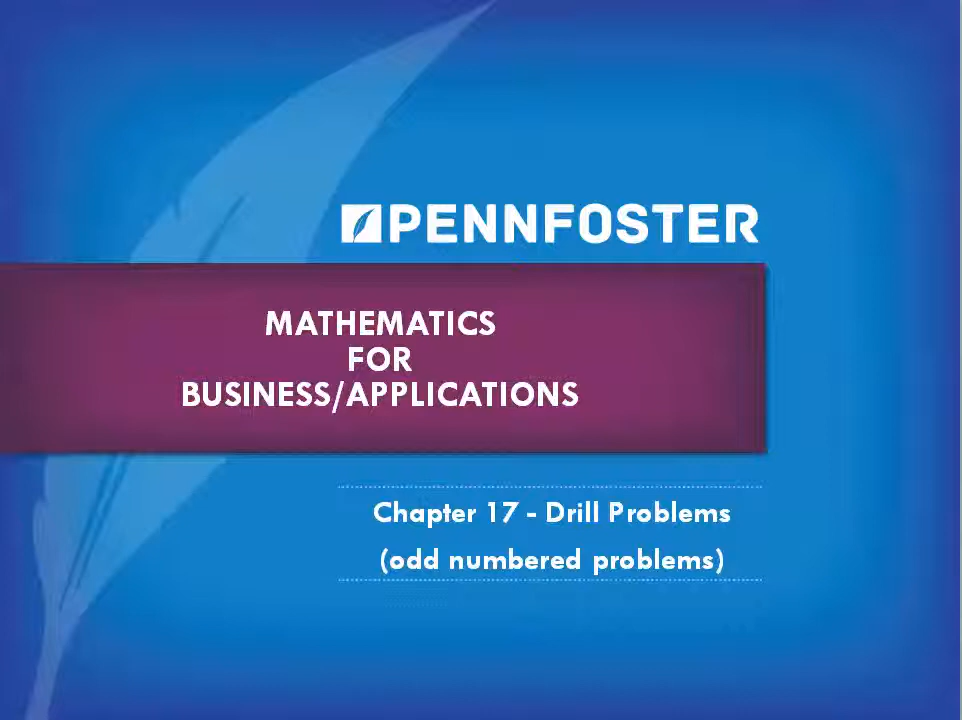 PENNFOSTER
MATHEMATICS
FOR
BUSINESS/APPLICATIONS
Chapter 17 - Drill Problems
(odd numbered problems)